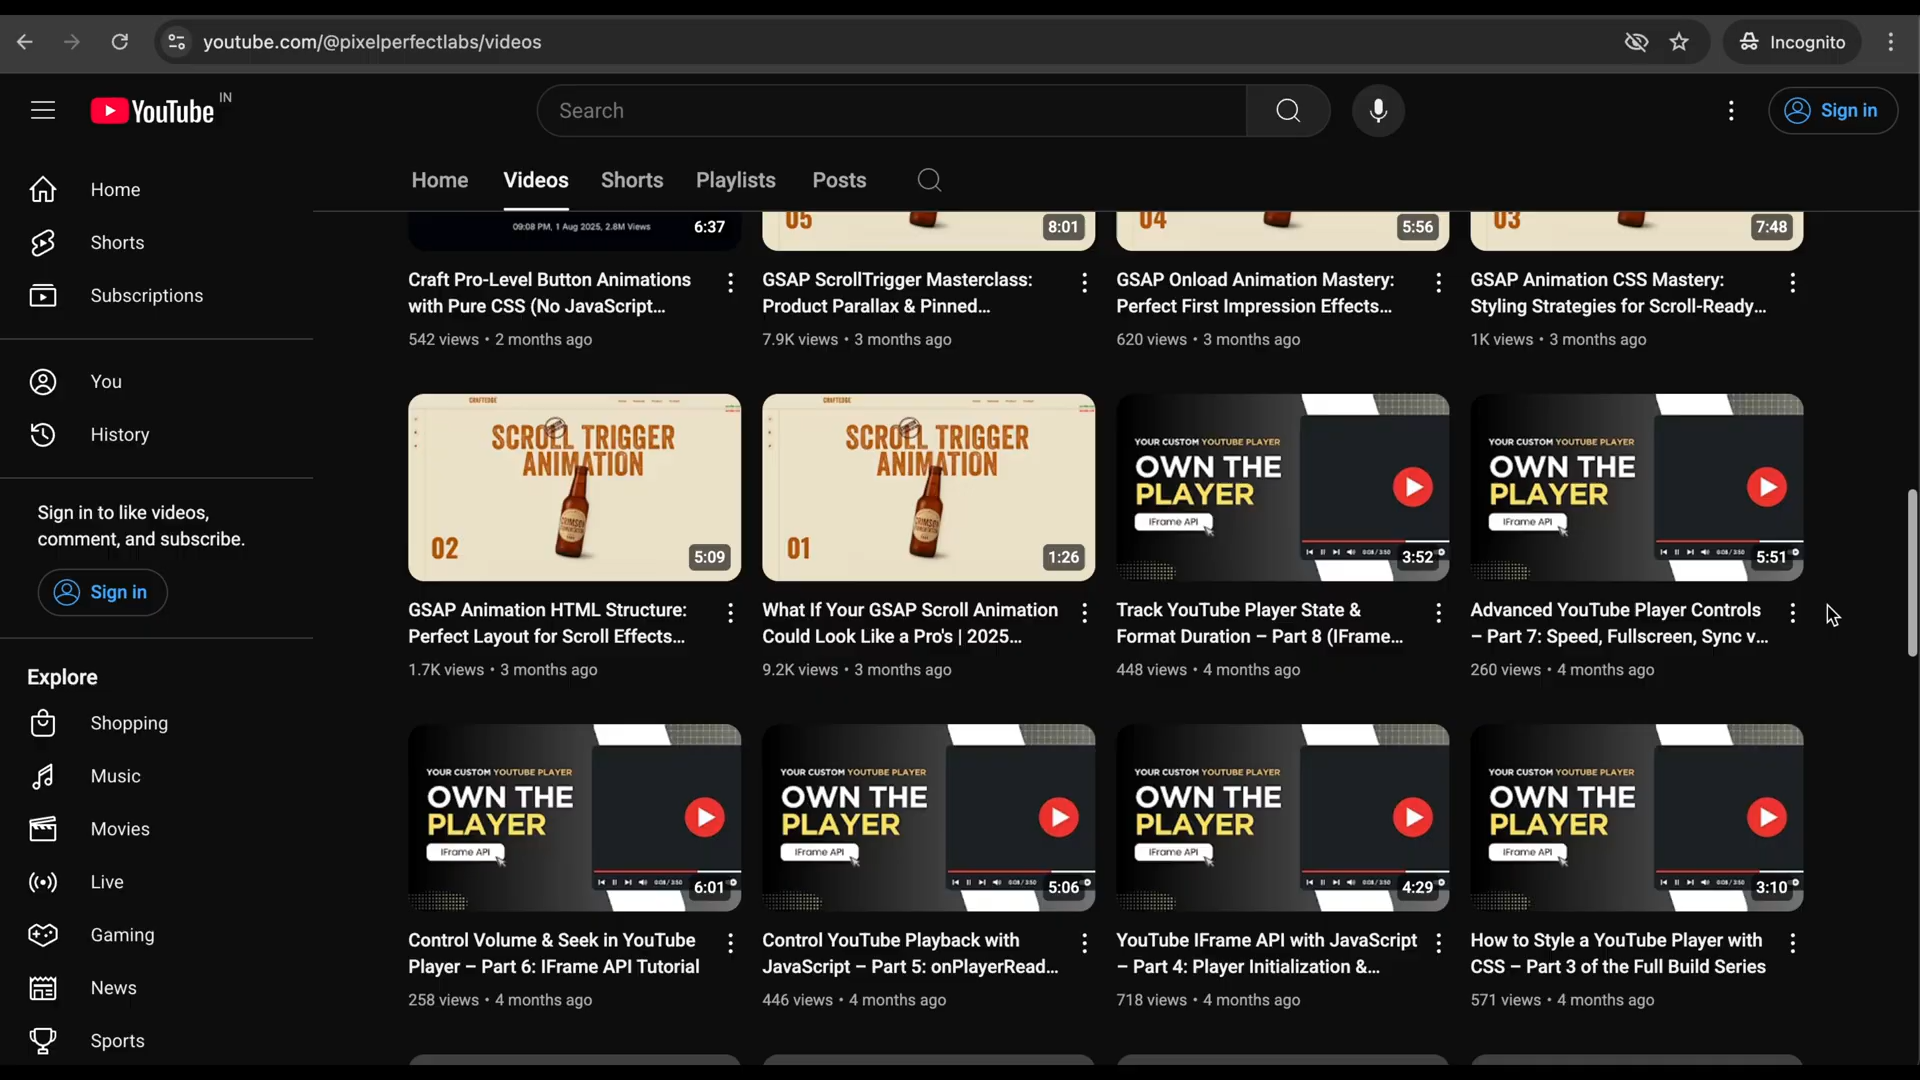 youtube.com/@pixelperfectlabs/videos
Incognito
YouTube IN
Search
Sign in
Home
Videos
Shorts
Playlists
Posts
Home
Shorts
Subscriptions
You
History
Sign in to like videos,
comment, and subscribe.
Sign in
Explore
Shopping
Music
Movies
Live
Gaming
News
Sports
09:08 PM, 1 Aug 2025, 2.8M Views
6:37
Craft Pro-Level Button Animations
with Pure CSS (No JavaScript...
542 views • 2 months ago
05
8:01
GSAP ScrollTrigger Masterclass:
Product Parallax & Pinned...
7.9K views • 3 months ago
04
5:56
GSAP Onload Animation Mastery:
Perfect First Impression Effects...
620 views • 3 months ago
03
7:48
GSAP Animation CSS Mastery:
Styling Strategies for Scroll-Ready...
1K views • 3 months ago
CRAFTEDGE
SCROLL TRIGGER
ANIMATION
02
5:09
GSAP Animation HTML Structure:
Perfect Layout for Scroll Effects...
1.7K views • 3 months ago
CRAFTEDGE
SCROLL TRIGGER
ANIMATION
01
1:26
What If Your GSAP Scroll Animation
Could Look Like a Pro's | 2025...
9.2K views • 3 months ago
YOUR CUSTOM YOUTUBE PLAYER
OWN THE
PLAYER
IFrame API
3:52
Track YouTube Player State &
Format Duration – Part 8 (IFrame...
448 views • 4 months ago
YOUR CUSTOM YOUTUBE PLAYER
OWN THE
PLAYER
IFrame API
5:51
Advanced YouTube Player Controls
– Part 7: Speed, Fullscreen, Sync v...
260 views • 4 months ago
YOUR CUSTOM YOUTUBE PLAYER
OWN THE
PLAYER
IFrame API
6:01
Control Volume & Seek in YouTube
Player – Part 6: IFrame API Tutorial
258 views • 4 months ago
YOUR CUSTOM YOUTUBE PLAYER
OWN THE
PLAYER
IFrame API
5:06
Control YouTube Playback with
JavaScript – Part 5: onPlayerRead...
446 views • 4 months ago
YOUR CUSTOM YOUTUBE PLAYER
OWN THE
PLAYER
IFrame API
4:29
YouTube IFrame API with JavaScript
– Part 4: Player Initialization &...
718 views • 4 months ago
YOUR CUSTOM YOUTUBE PLAYER
OWN THE
PLAYER
IFrame API
3:10
How to Style a YouTube Player with
CSS – Part 3 of the Full Build Series
571 views • 4 months ago